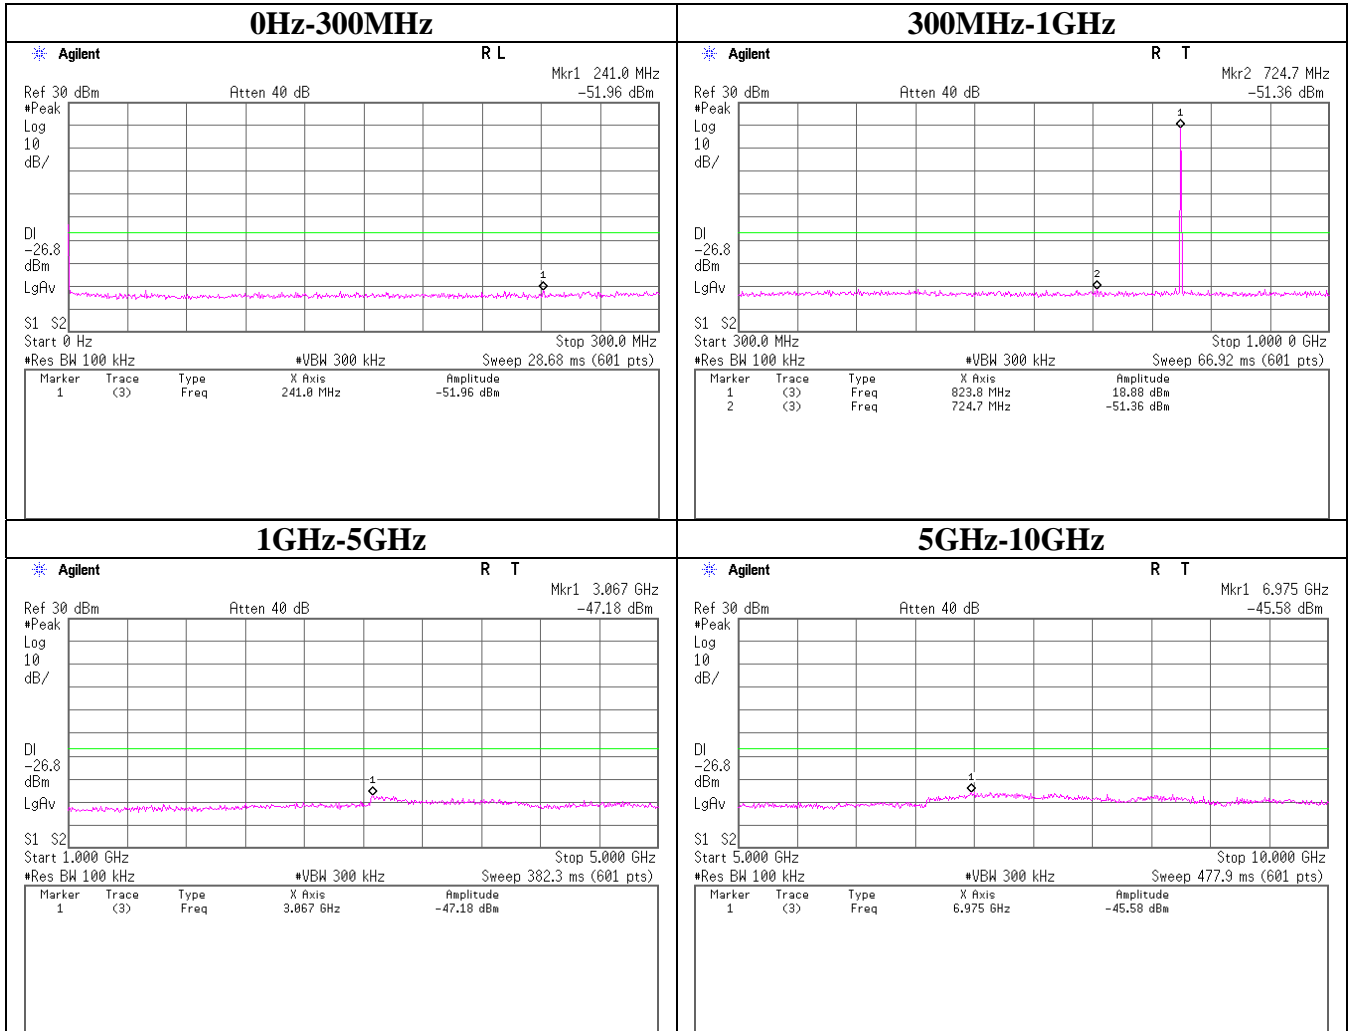 0Hz-300MHz
Agilent R L
Mkr1 241.0 MHz
Ref 30 dBm Atten 40 dB -51.96 dBm
#Peak
Log
10
dB/
DI
-26.8
dBm
LgAv
1
S1 S2
Start 0 Hz Stop 300.0 MHz
#Res BW 100 kHz #VBW 300 kHz Sweep 28.68 ms (601 pts)
Marker Trace Type X Axis Amplitude
1 (3) Freq 241.0 MHz -51.96 dBm
300MHz-1GHz
Agilent R T
Mkr2 724.7 MHz
Ref 30 dBm Atten 40 dB -51.36 dBm
#Peak
1
Log
10
dB/
DI
-26.8
dBm
2
LgAv
S1 S2
Start 300.0 MHz Stop 1.000 0 GHz
#Res BW 100 kHz #VBW 300 kHz Sweep 66.92 ms (601 pts)
Marker Trace Type X Axis Amplitude
1 (3) Freq 823.8 MHz 18.88 dBm
2 (3) Freq 724.7 MHz -51.36 dBm
1GHz-5GHz
Agilent R T
Mkr1 3.067 GHz
Ref 30 dBm Atten 40 dB -47.18 dBm
#Peak
Log
10
dB/
DI
-26.8
dBm
1
LgAv
S1 S2
Start 1.000 GHz Stop 5.000 GHz
#Res BW 100 kHz #VBW 300 kHz Sweep 382.3 ms (601 pts)
Marker Trace Type X Axis Amplitude
1 (3) Freq 3.067 GHz -47.18 dBm
5GHz-10GHz
Agilent R T
Mkr1 6.975 GHz
Ref 30 dBm Atten 40 dB -45.58 dBm
#Peak
Log
10
dB/
DI
-26.8
dBm
1
LgAv
S1 S2
Start 5.000 GHz Stop 10.000 GHz
#Res BW 100 kHz #VBW 300 kHz Sweep 477.9 ms (601 pts)
Marker Trace Type X Axis Amplitude
1 (3) Freq 6.975 GHz -45.58 dBm